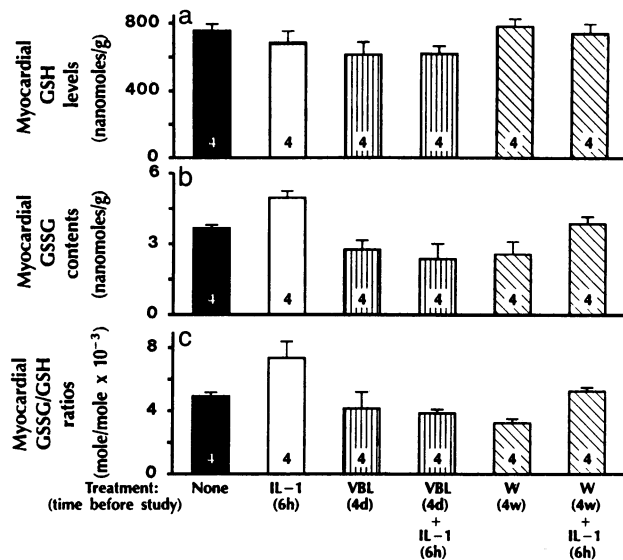 a
Myocardial
GSH
levels
(nanomoles/g)
800
400
0
4 4 4 4 4 4
b
Myocardial
GSSG
contents
(nanomoles/g)
6
3
0
4 4 4 4 4 4
c
Myocardial
GSSG/GSH
ratios
(mole/mole x 10⁻³)
8
4
0
4 4 4 4 4 4
Treatment: None IL-1 VBL VBL W W
(time before study) (6h) (4d) (4d) (4w) (4w)
+ +
IL-1 IL-1
(6h) (6h)